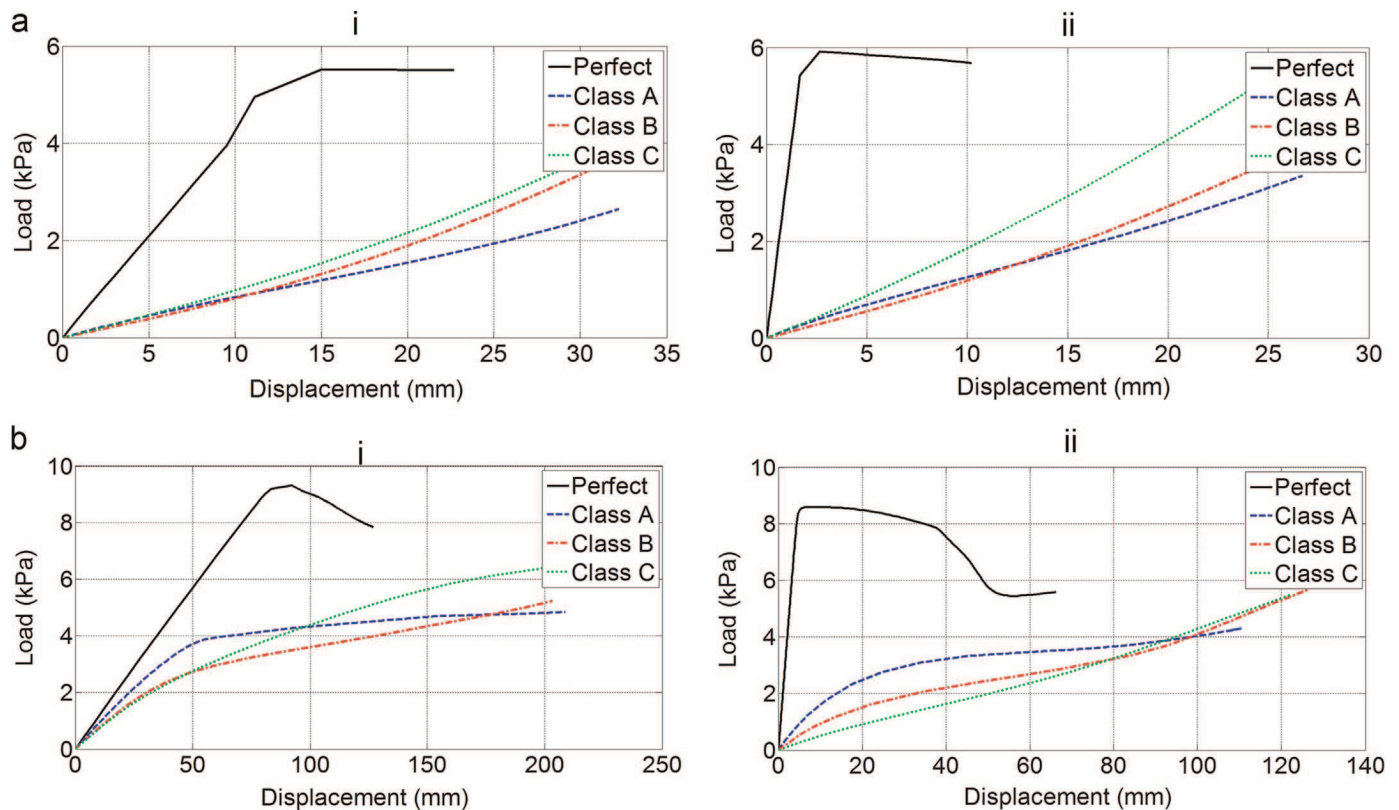 a
i
6
4
2
0
0 5 10 15 20 25 30 35
Load (kPa)
Displacement (mm)
Perfect
Class A
Class B
Class C
ii
6
4
2
0
0 5 10 15 20 25 30
Load (kPa)
Displacement (mm)
Perfect
Class A
Class B
Class C
b
i
10
8
6
4
2
0
0 50 100 150 200 250
Load (kPa)
Displacement (mm)
Perfect
Class A
Class B
Class C
ii
10
8
6
4
2
0
0 20 40 60 80 100 120 140
Load (kPa)
Displacement (mm)
Perfect
Class A
Class B
Class C